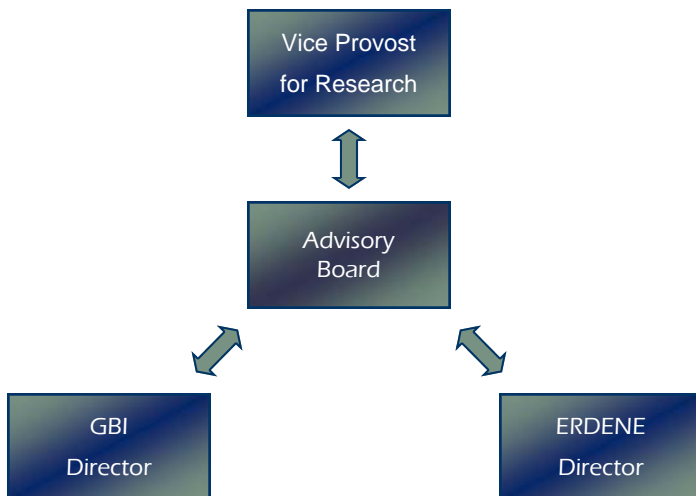 Vice Provost
for Research
Advisory
Board
GBI
Director
ERDENE
Director